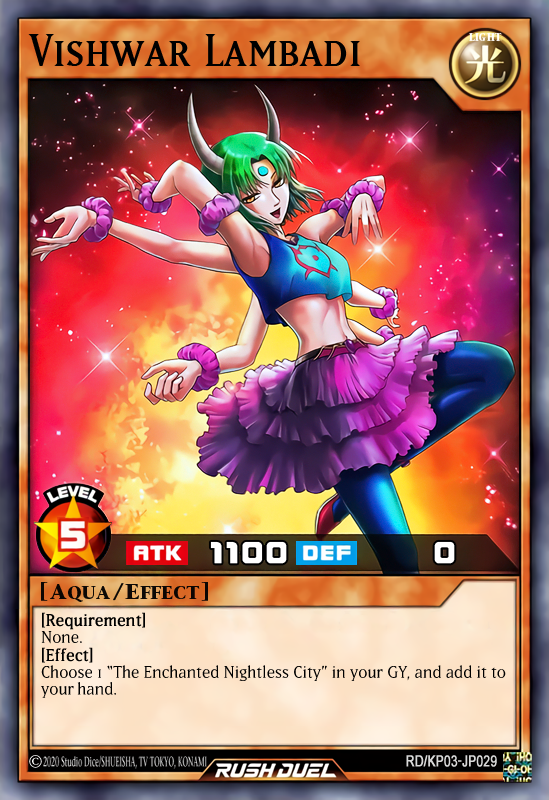 VISHWAR LAMBADI
LIGHT
光
LEVEL
5
ATK 1100 DEF 0
[AQUA/EFFECT]
[Requirement]
None.
[Effect]
Choose 1 "The Enchanted Nightless City" in your GY, and add it to
your hand.
©2020 Studio Dice/SHUEISHA, TV TOKYO, KONAMI
RUSH DUEL
RD/KP03-JP029